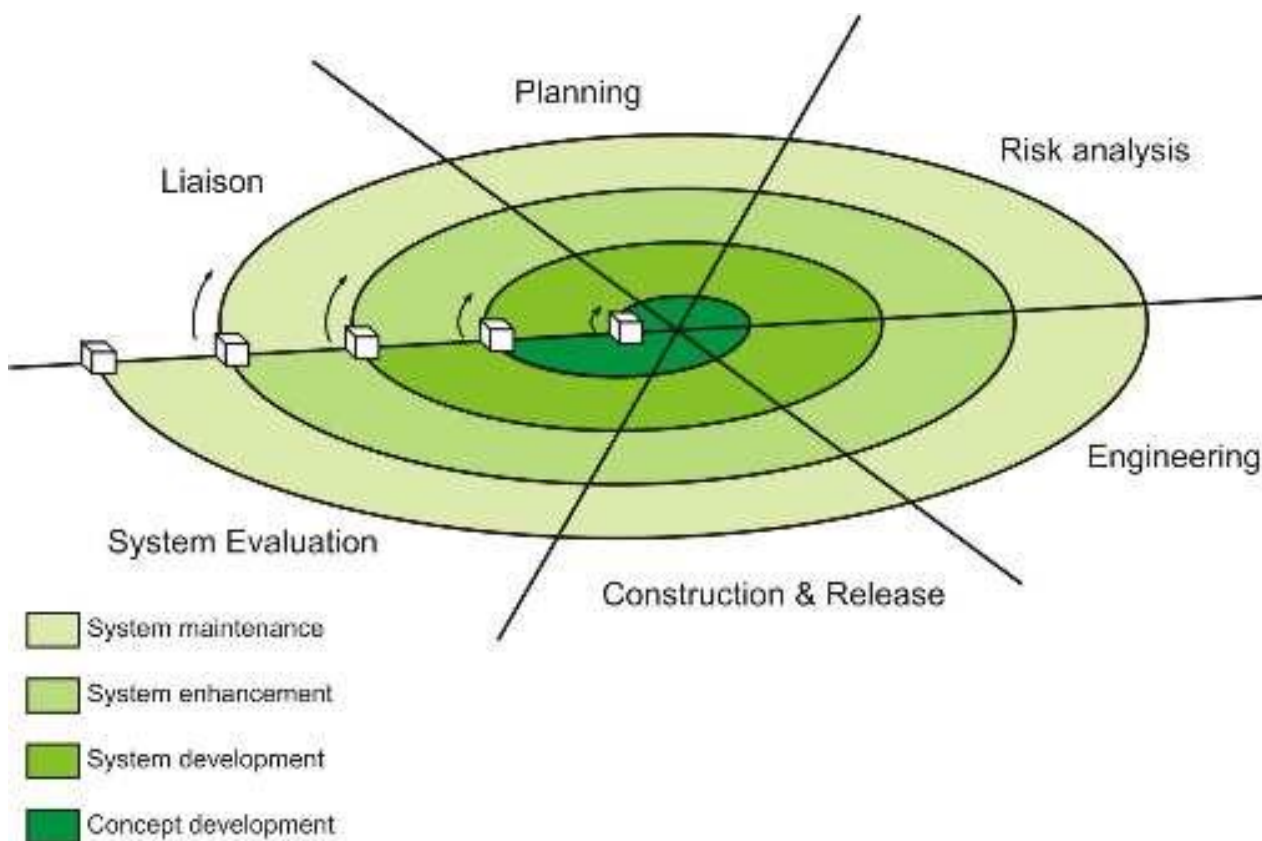 Planning
Risk analysis
Liaison
Engineering
System Evaluation
Construction & Release
System maintenance
System enhancement
System development
Concept development